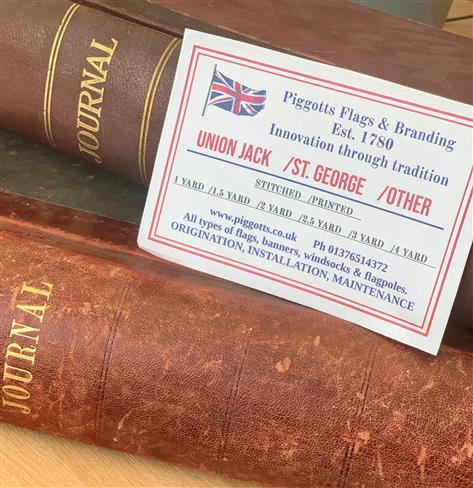 JOURNAL
Piggotts Flags & Branding
Est. 1780
Innovation through tradition
UNION JACK /ST. GEORGE /OTHER
STITCHED /PRINTED
1 YARD /1.5 YARD /2 YARD /2.5 YARD /3 YARD /4 YARD
www.piggotts.co.uk Ph 01376514372
All types of flags, banners, windsocks & flagpoles.
ORIGINATION, INSTALLATION, MAINTENANCE
JOURNAL